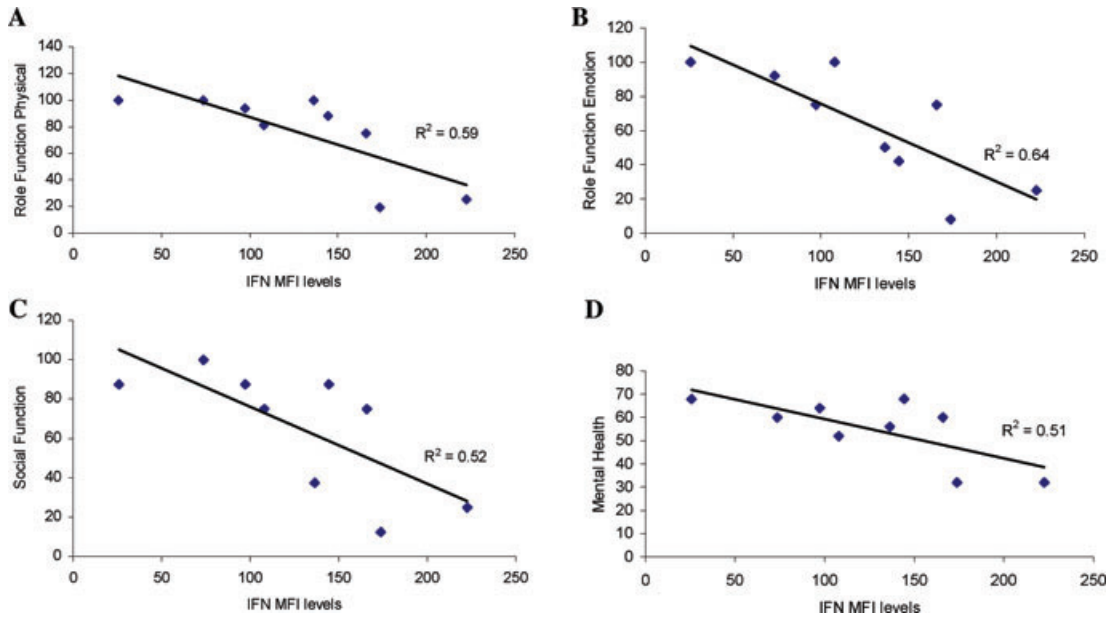 A
Role Function Physical
140
120
100
80
60
40
20
0
R² = 0.59
0 50 100 150 200 250
IFN MFI levels
B
Role Function Emotion
120
100
80
60
40
20
0
R² = 0.64
0 50 100 150 200 250
IFN MFI levels
C
Social Function
120
100
80
60
40
20
0
R² = 0.52
0 50 100 150 200 250
IFN MFI levels
D
Mental Health
80
70
60
50
40
30
20
10
0
R² = 0.51
0 50 100 150 200 250
IFN MFI levels